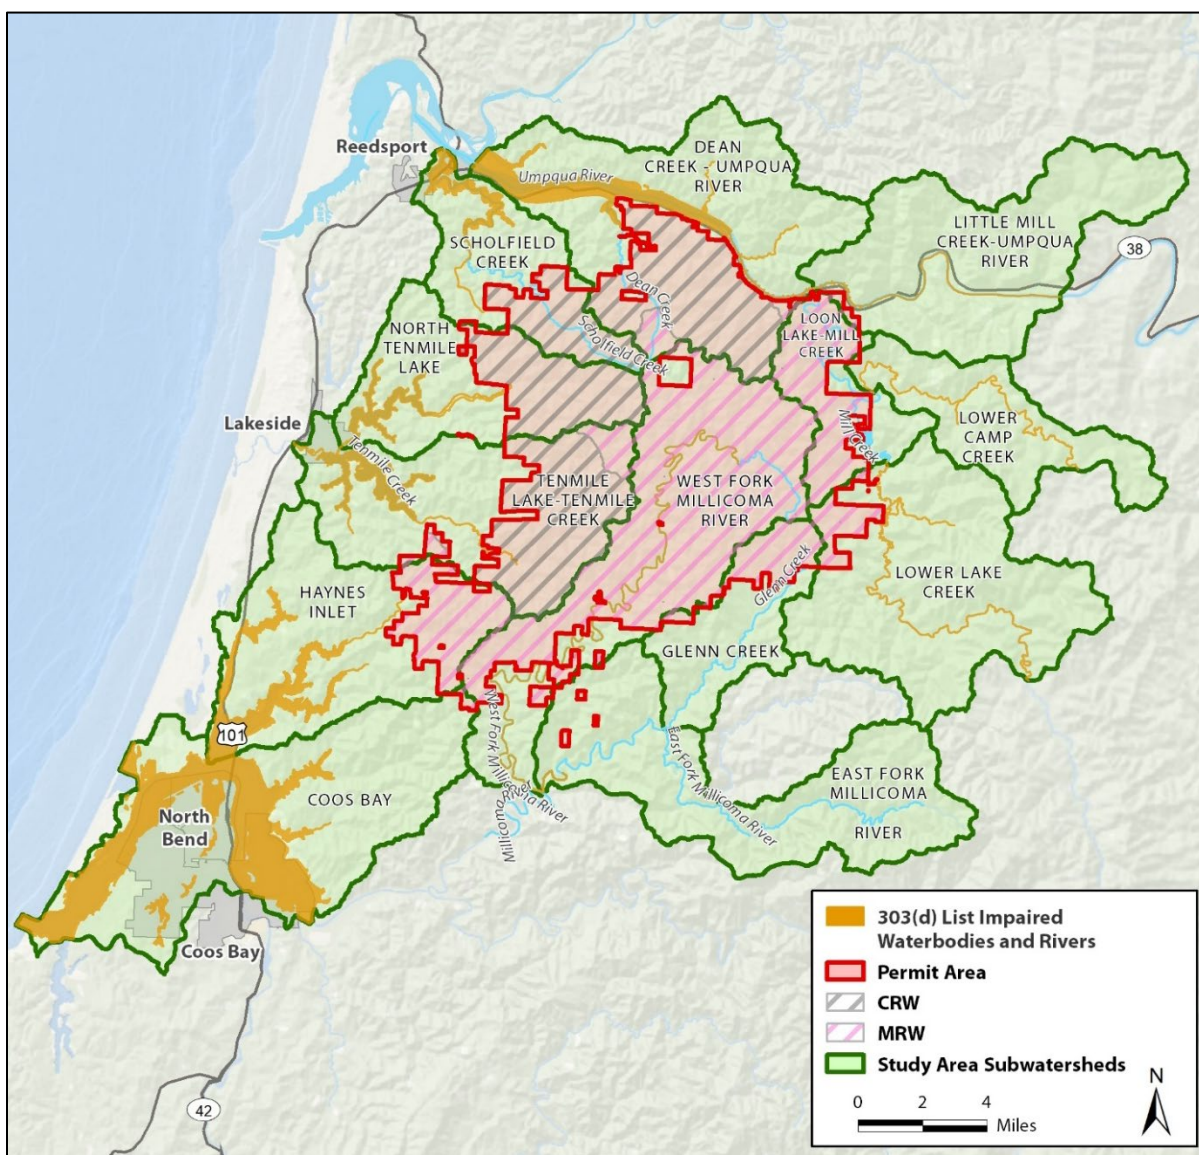 Reedsport
Umpqua River
DEAN
CREEK - UMPQUA
RIVER
LITTLE MILL
CREEK-UMPQUA
RIVER
38
SCHOLFIELD
CREEK
Dean Creek
Scholfield Creek
LOON
LAKE-MILL
CREEK
NORTH
TENMILE
LAKE
Lakeside
Tenmile Creek
Mill Creek
LOWER
CAMP
CREEK
TENMILE
LAKE-TENMILE
CREEK
WEST FORK
MILLICOMA
RIVER
HAYNES
INLET
Glenn Creek
LOWER LAKE
CREEK
GLENN CREEK
West Fork Millicoma River
East Fork Millicoma River
101
COOS BAY
Millicoma River
EAST FORK
MILLICOMA
RIVER
North
Bend
Coos Bay
42
303(d) List Impaired
Waterbodies and Rivers
Permit Area
CRW
MRW
Study Area Subwatersheds
N
0 2 4
Miles